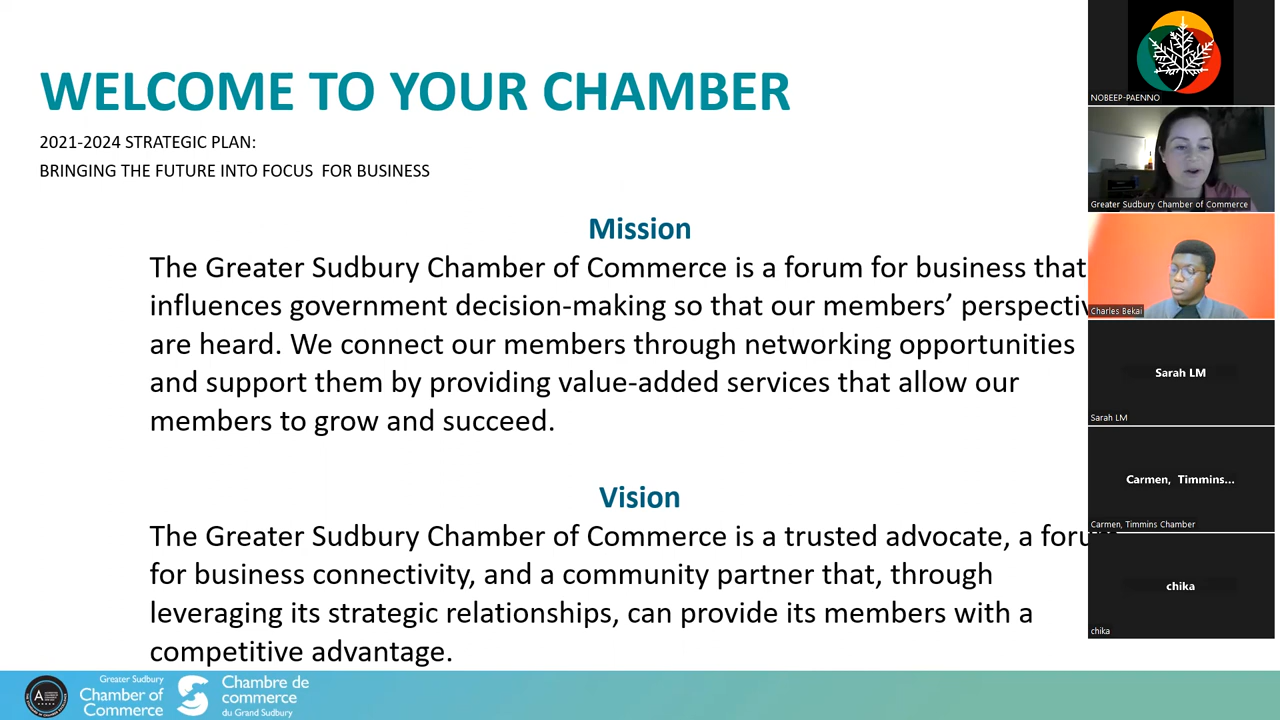 WELCOME TO YOUR CHAMBER
2021-2024 STRATEGIC PLAN:
BRINGING THE FUTURE INTO FOCUS FOR BUSINESS
Mission
The Greater Sudbury Chamber of Commerce is a forum for business that
influences government decision-making so that our members' perspectiv
are heard. We connect our members through networking opportunities
and support them by providing value-added services that allow our
members to grow and succeed.
Vision
The Greater Sudbury Chamber of Commerce is a trusted advocate, a foru
for business connectivity, and a community partner that, through
leveraging its strategic relationships, can provide its members with a
competitive advantage.
Greater Sudbury
Chamber of
Commerce
Chambre de
commerce
du Grand Sudbury
NOBEEP-PAENNO
Greater Sudbury Chamber of Commerce
Charles Bekai
Sarah LM
Sarah LM
Carmen, Timmins...
Carmen, Timmins Chamber
chika
chika